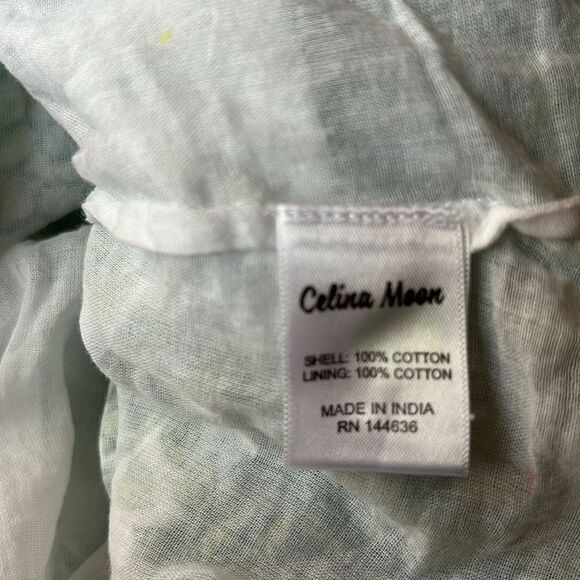 Celina Moon
SHELL: 100% COTTON
LINING: 100% COTTON
MADE IN INDIA
RN 144636